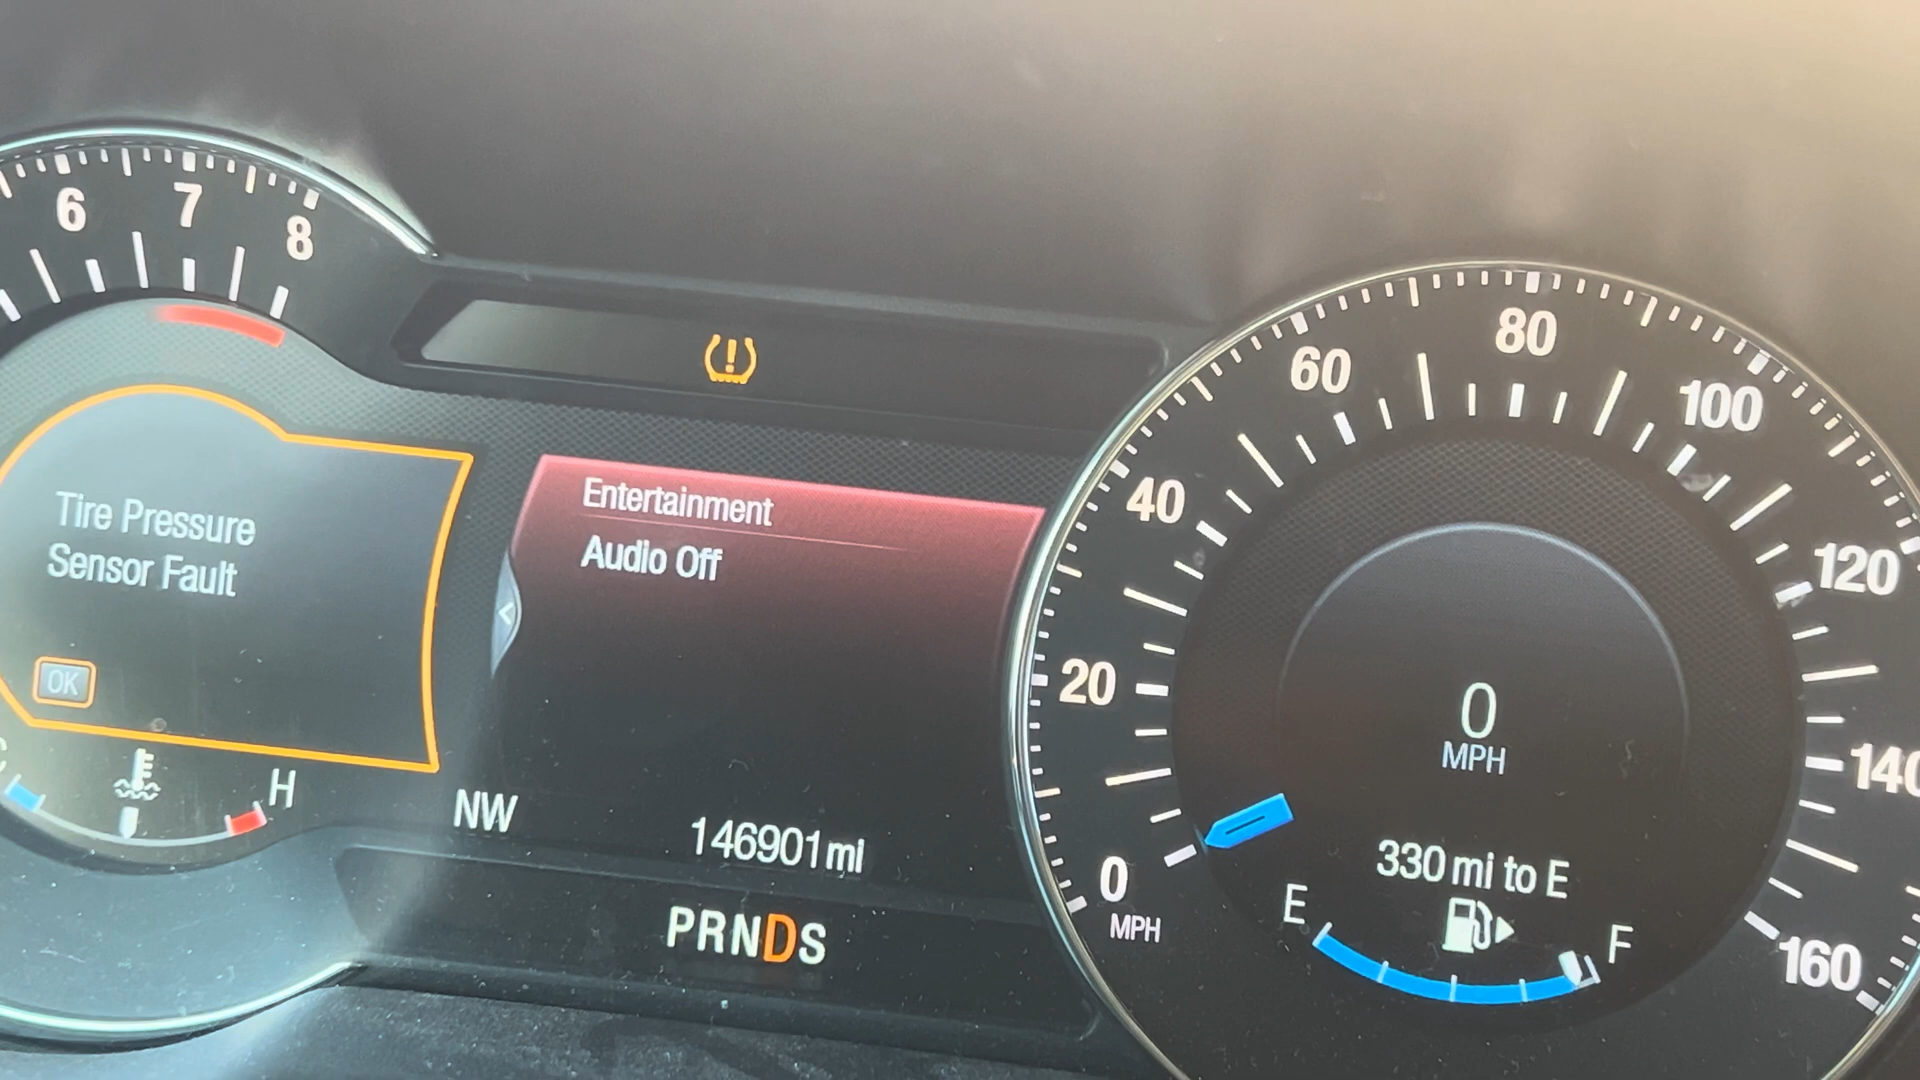 6
7
8
Tire Pressure
Sensor Fault
OK
C
H
Entertainment
Audio Off
NW
146901 mi
PRNDS
0
20
40
60
80
100
120
140
160
MPH
0
MPH
330 mi to E
E
F